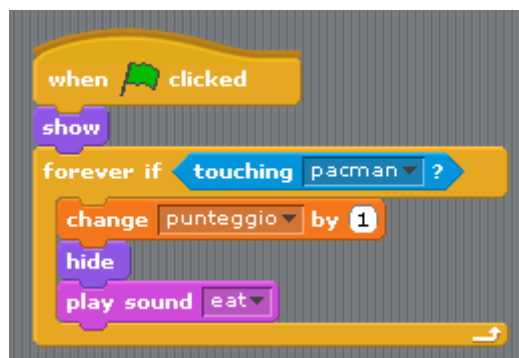 when clicked
show
forever if touching pacman ?
change punteggio by 1
hide
play sound eat